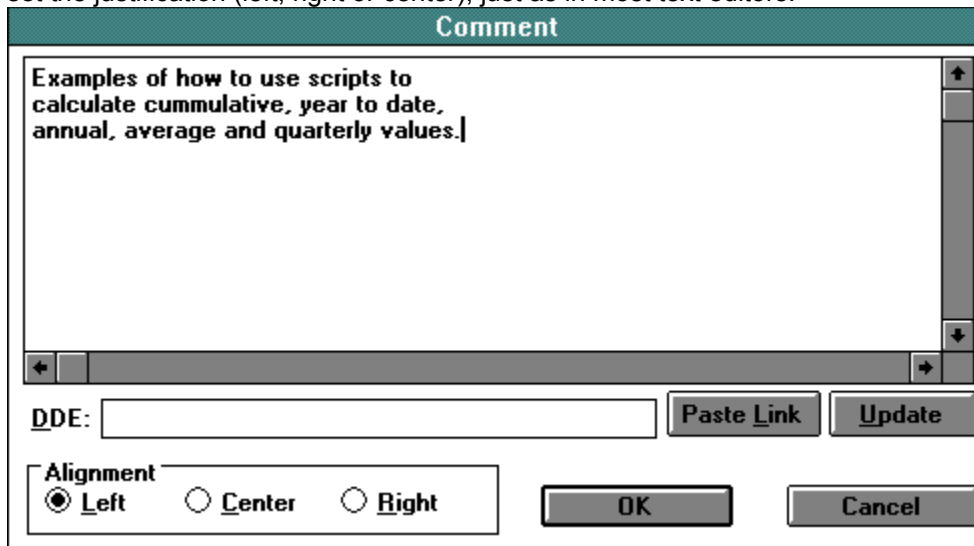 set the justification (left, right or center), just as in most text editors.
Comment
Examples of how to use scripts to
calculate cummulative, year to date,
annual, average and quarterly values.
DDE:
Paste Link
Update
Alignment
Left
Center
Right
OK
Cancel